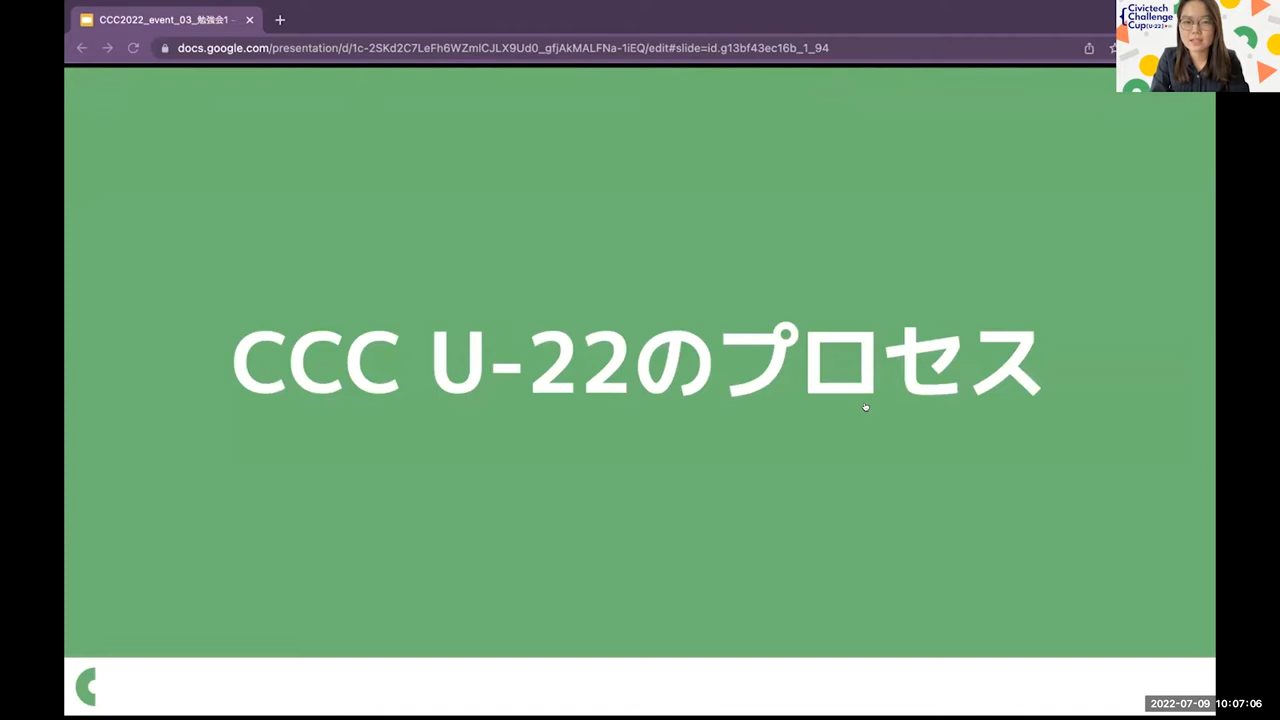 CCC2022_event_03_勉強会1 -
docs.google.com/presentation/d/1c-2SKd2C7LeFh6WZmICJLX9Ud0_gfjAkMALFNa-1iEQ/edit#slide=id.g13bf43ec16b_1_94
Civictech
Challenge
Cup U-22
CCC U-22のプロセス
2022-07-09 10:07:06